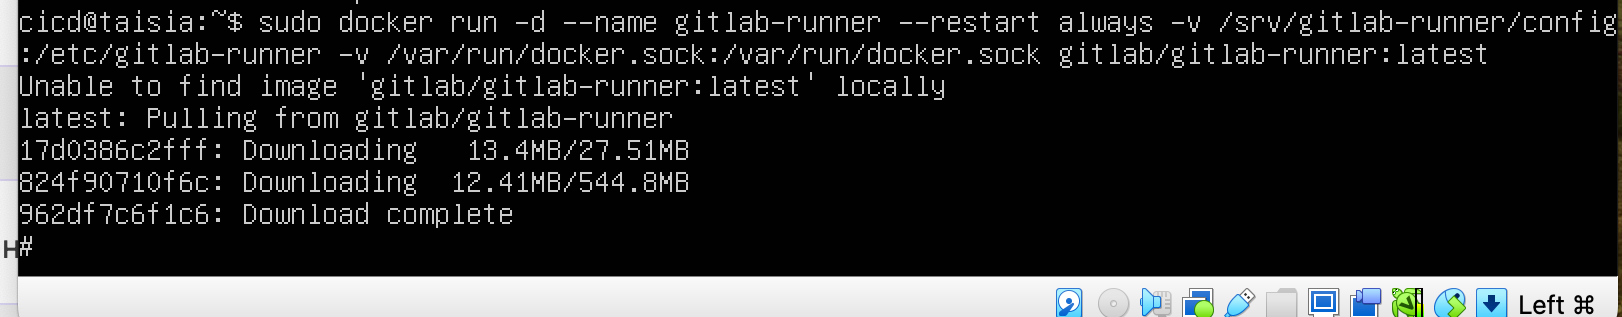 cicd@taisia:~$ sudo docker run -d --name gitlab-runner --restart always -v /srv/gitlab-runner/config
:/etc/gitlab-runner -v /var/run/docker.sock:/var/run/docker.sock gitlab/gitlab-runner:latest
Unable to find image 'gitlab/gitlab-runner:latest' locally
latest: Pulling from gitlab/gitlab-runner
17d0386c2fff: Downloading   13.4MB/27.51MB
824f90710f6c: Downloading  12.41MB/544.8MB
962df7c6f1c6: Download complete
H#
Left ⌘